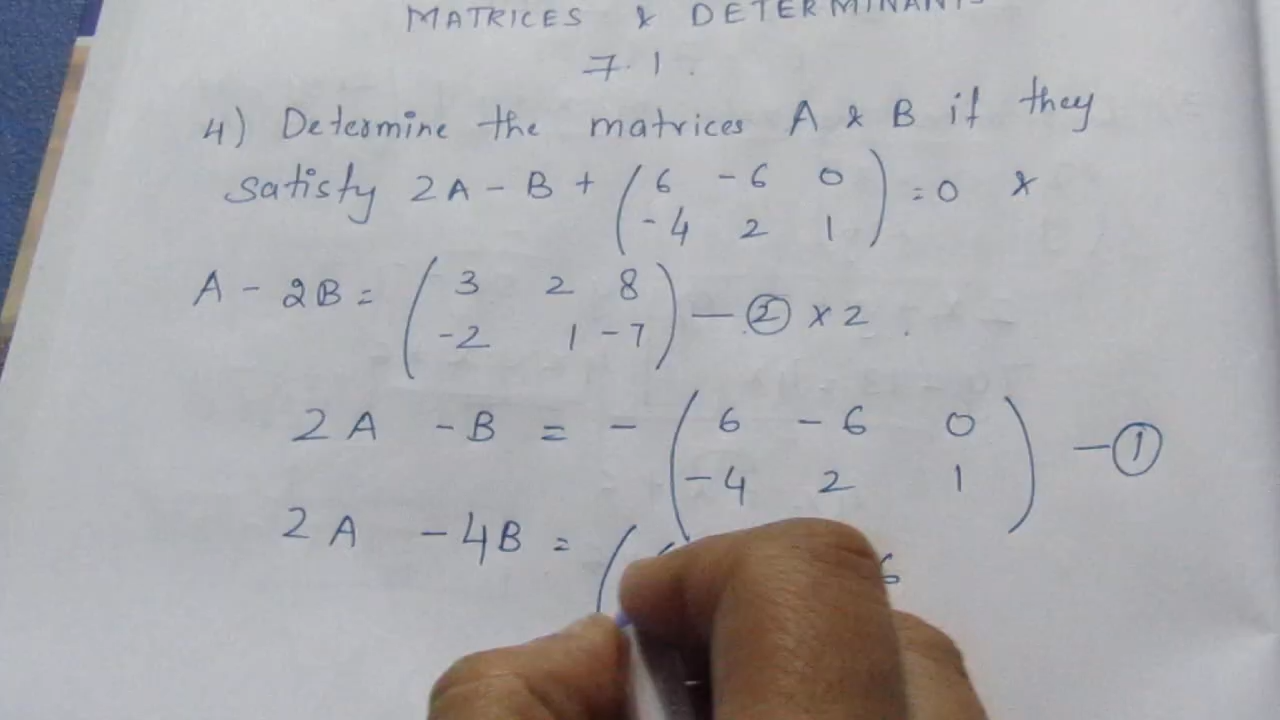 MATRICES & DETERMINANTS
7.1.
4) Determine the matrices A & B if they
satisfy 2A - B + ( 6 -6 0 ) = 0 &
( -4 2 1 )
A - 2B = ( 3 2 8 ) — ② × 2 .
( -2 1 -7 )
2A - B = - ( 6 -6 0 ) — ①
( -4 2 1 )
2A - 4B = (